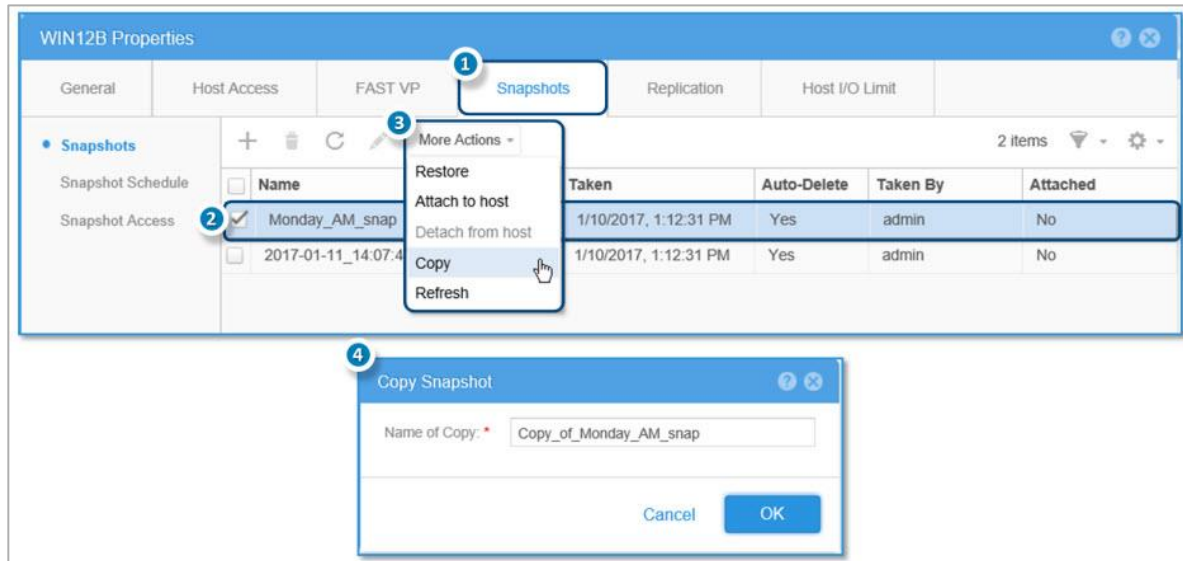 WIN12B Properties
1
General Host Access FAST VP Snapshots Replication Host I/O Limit
3
Snapshots More Actions 2 items
Snapshot Schedule
Snapshot Access
Restore
Attach to host
Detach from host
Copy
Refresh
Name Taken Auto-Delete Taken By Attached
2 Monday_AM_snap 1/10/2017, 1:12:31 PM Yes admin No
2017-01-11_14:07:4 1/10/2017, 1:12:31 PM Yes admin No
4
Copy Snapshot
Name of Copy: * Copy_of_Monday_AM_snap
Cancel OK